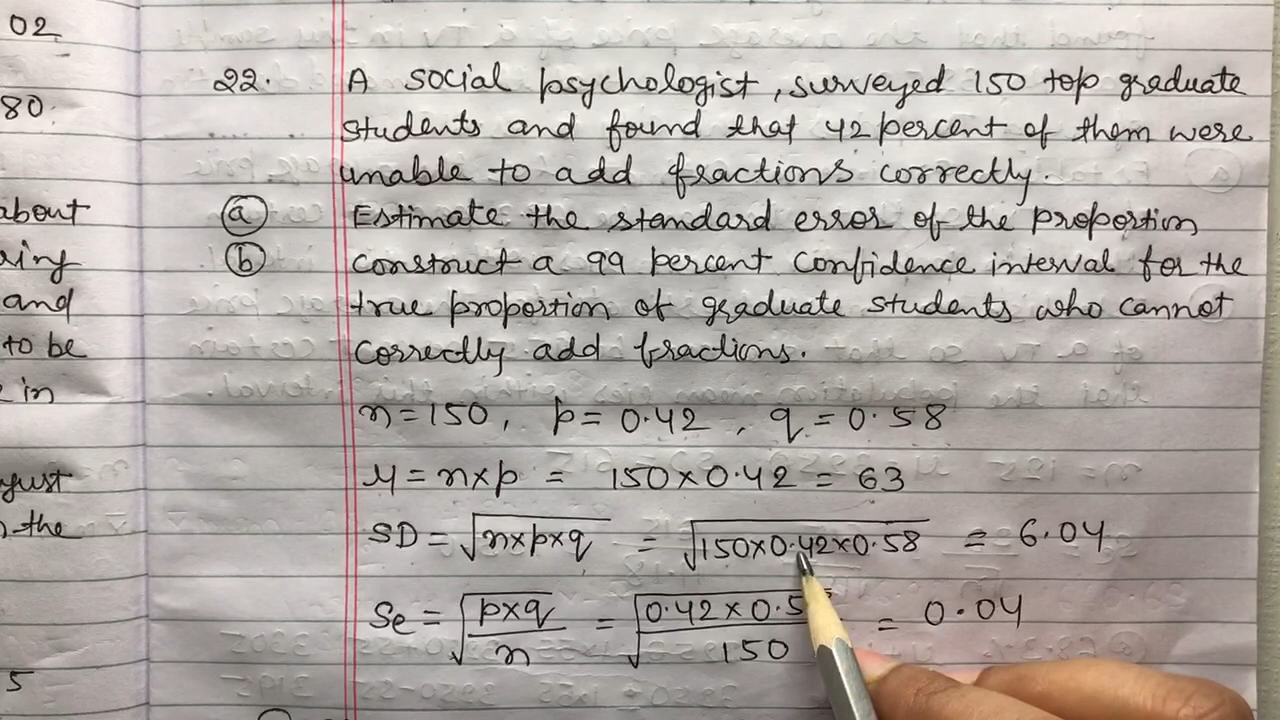 02
80.
about
and
to be
in
the
5
22. A social psychologist, surveyed 150 top graduate
students and found that 42 percent of them were
unable to add fractions correctly.
(a) Estimate the standard error of the proportion
(b) construct a 99 percent confidence interval for the
true proportion of graduate students who cannot
correctly add fractions.
n=150, p=0.42, q=0.58
μ=n×p = 150×0.42 = 63
SD=√n×p×q = √150×0.42×0.58 = 6.04
Se=√p×q/n = √0.42×0.5/150 = 0.04